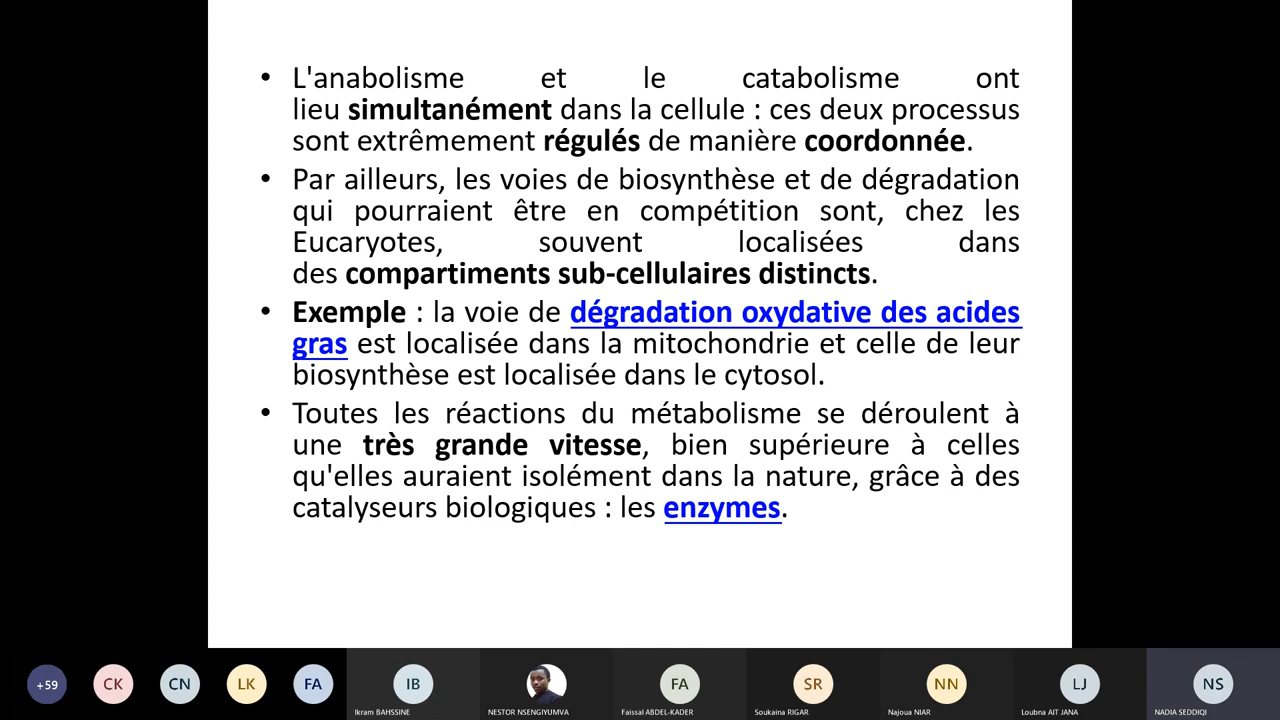 • L'anabolisme et le catabolisme ont
lieu simultanément dans la cellule : ces deux processus
sont extrêmement régulés de manière coordonnée.
• Par ailleurs, les voies de biosynthèse et de dégradation
qui pourraient être en compétition sont, chez les
Eucaryotes, souvent localisées dans
des compartiments sub-cellulaires distincts.
• Exemple : la voie de dégradation oxydative des acides
gras est localisée dans la mitochondrie et celle de leur
biosynthèse est localisée dans le cytosol.
• Toutes les réactions du métabolisme se déroulent à
une très grande vitesse, bien supérieure à celles
qu'elles auraient isolément dans la nature, grâce à des
catalyseurs biologiques : les enzymes.
+59 CK CN LK FA IB FA SR NN LJ NS
Ikram BAHSSINE NESTOR NSENGIYUMVA Faissal ABDEL-KADER Soukaina RIGAR Najoua NIAR Loubna AIT JANA NADIA SEDDIQI